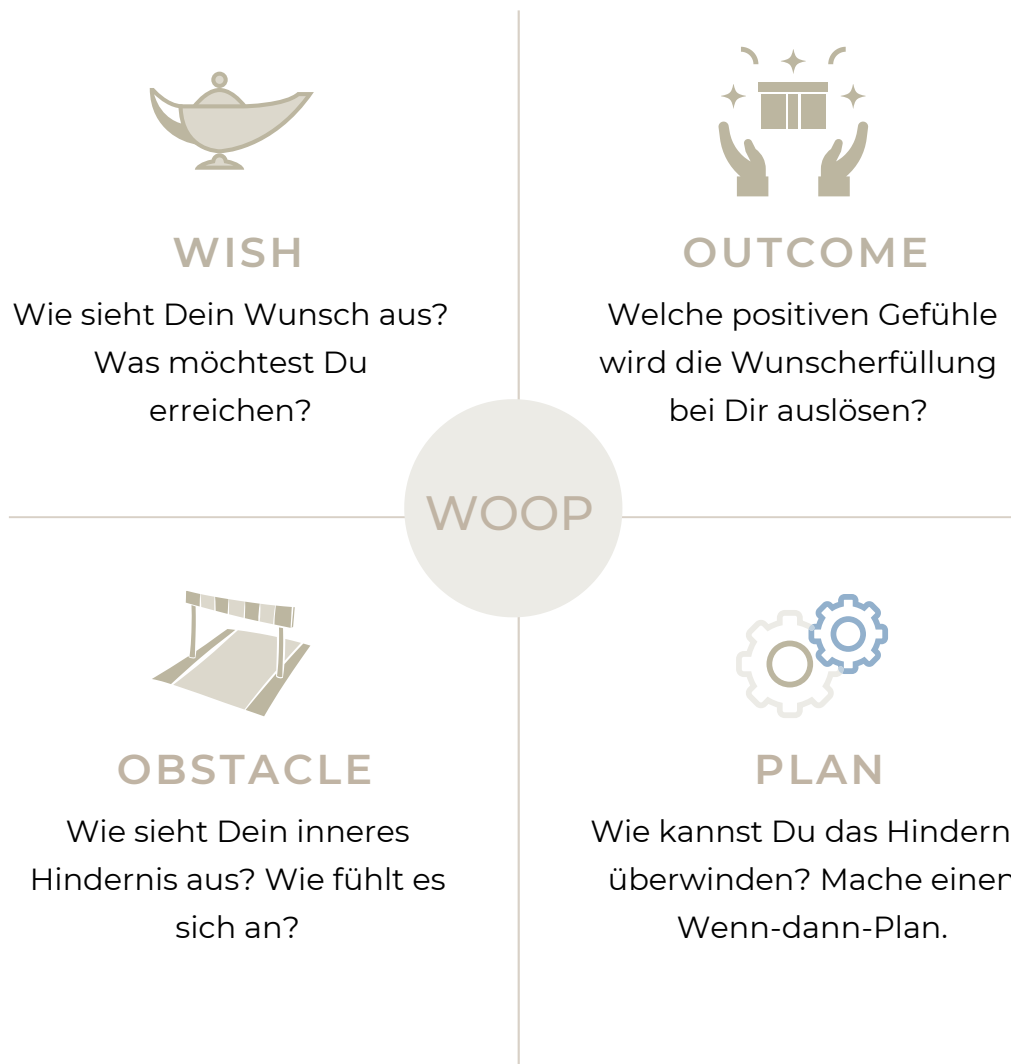 WISH
Wie sieht Dein Wunsch aus?
Was möchtest Du
erreichen?
OUTCOME
Welche positiven Gefühle
wird die Wunscherfüllung
bei Dir auslösen?
WOOP
OBSTACLE
Wie sieht Dein inneres
Hindernis aus? Wie fühlt es
sich an?
PLAN
Wie kannst Du das Hindern
überwinden? Mache einen
Wenn-dann-Plan.